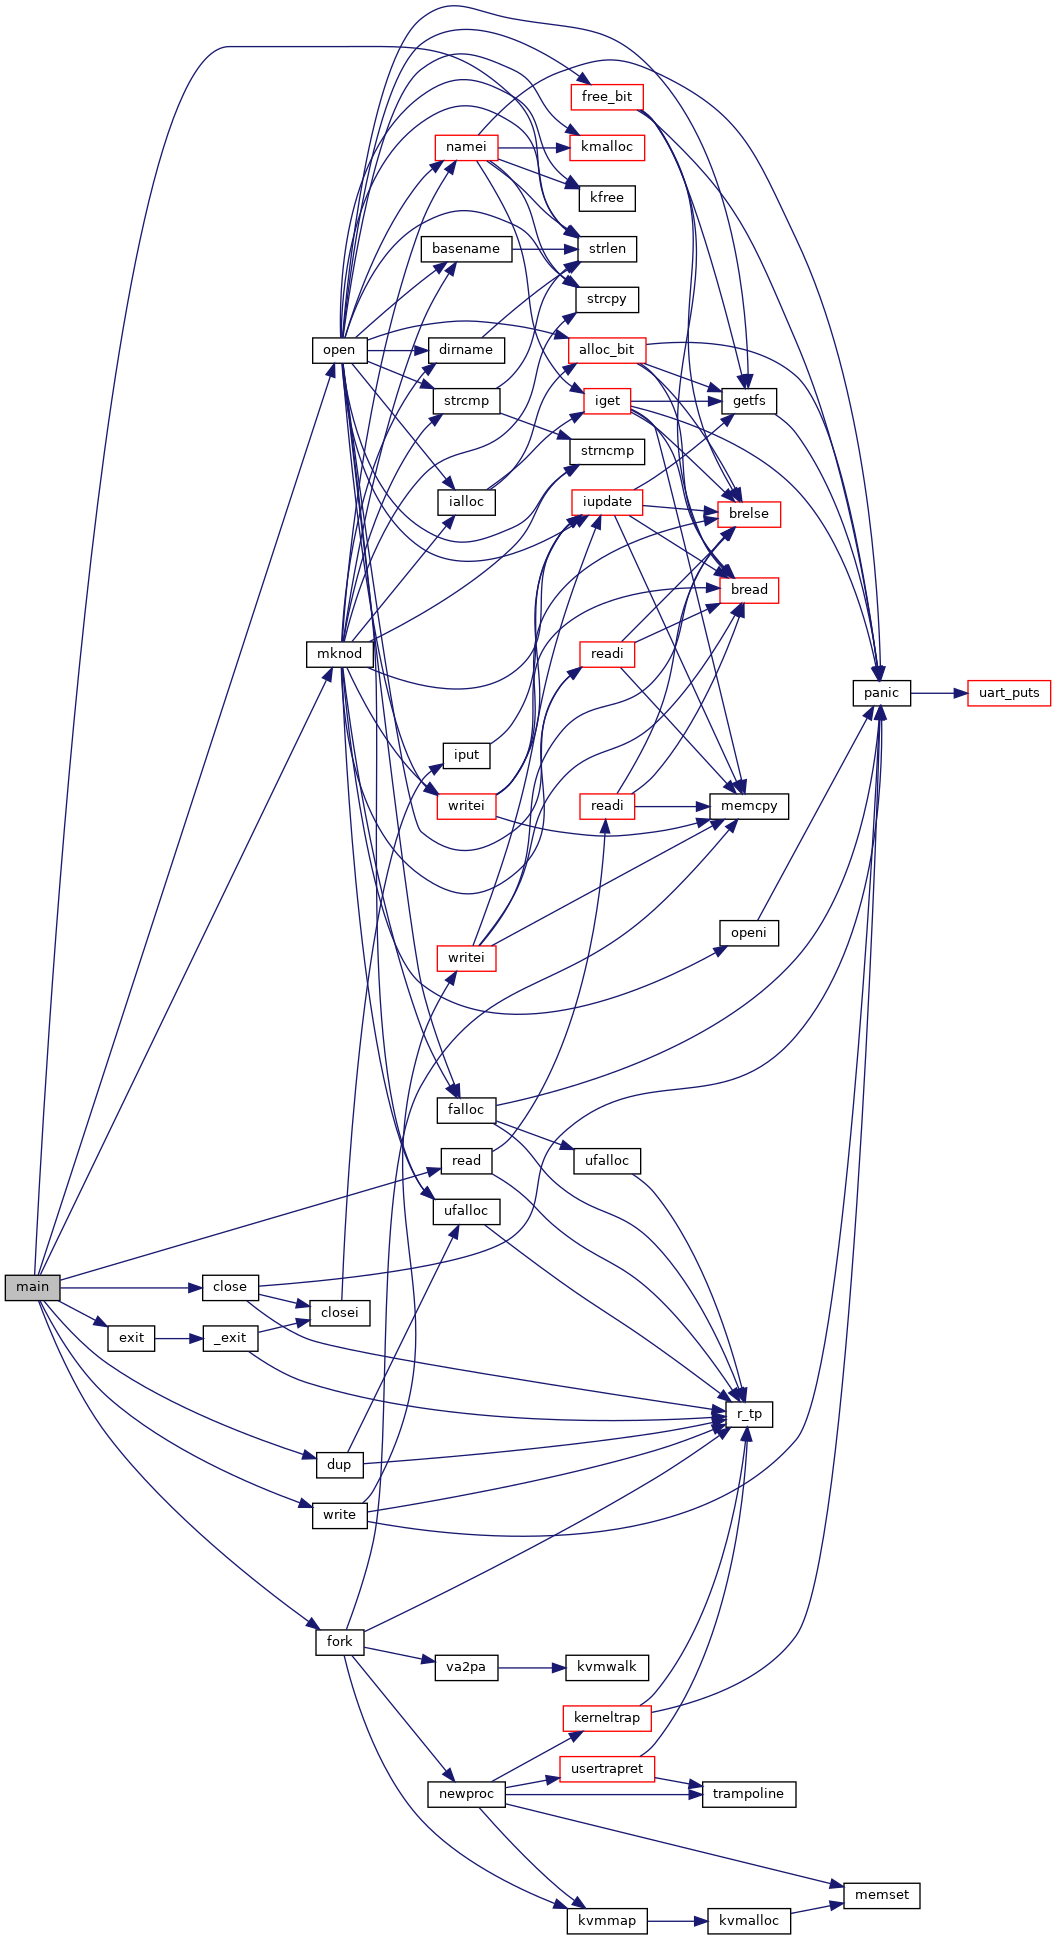 free_bit
namei
kmalloc
kfree
basename
strlen
strcpy
open
dirname
alloc_bit
strcmp
iget
getfs
strncmp
ialloc
iupdate
brelse
bread
mknod
readi
panic
uart_puts
iput
writei
readi
memcpy
openi
writei
falloc
read
ufalloc
ufalloc
main
close
closei
exit
_exit
r_tp
dup
write
fork
va2pa
kvmwalk
kerneltrap
usertrapret
newproc
trampoline
memset
kvmmap
kvmalloc